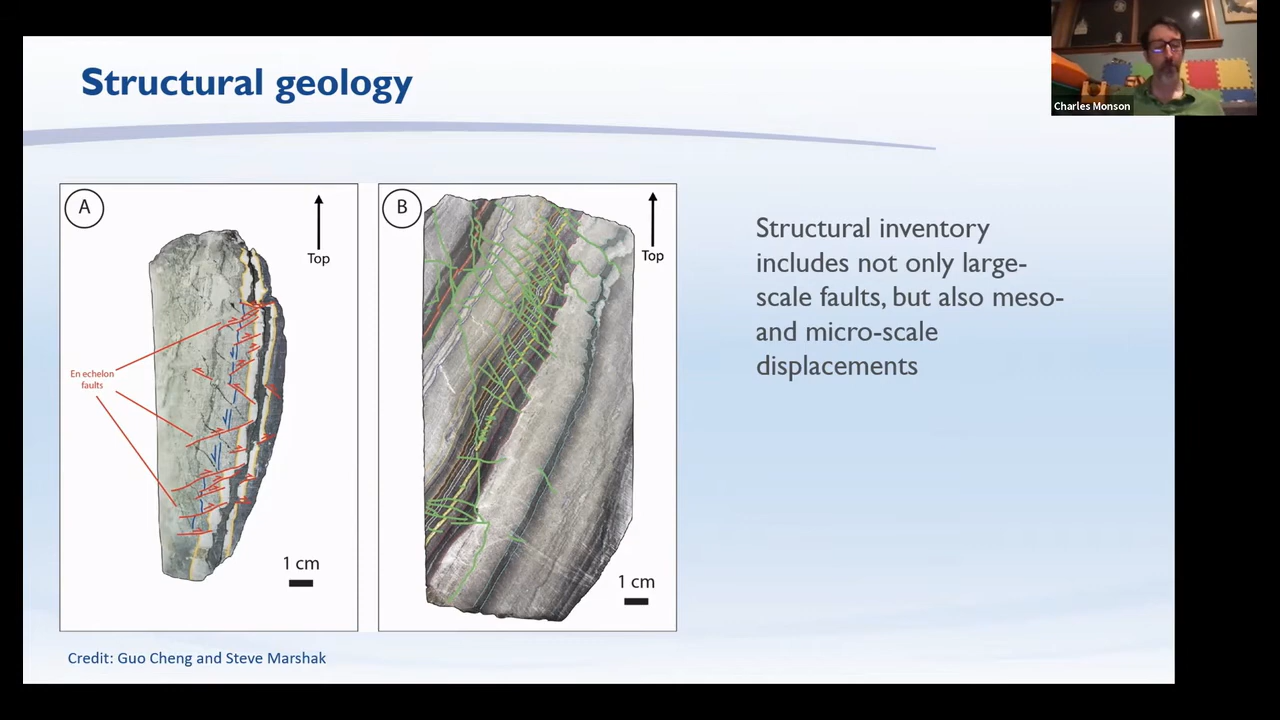 Structural geology
Charles Monson
A
Top
En echelon
faults
1 cm
B
Top
1 cm
Structural inventory
includes not only large-
scale faults, but also meso-
and micro-scale
displacements
Credit: Guo Cheng and Steve Marshak